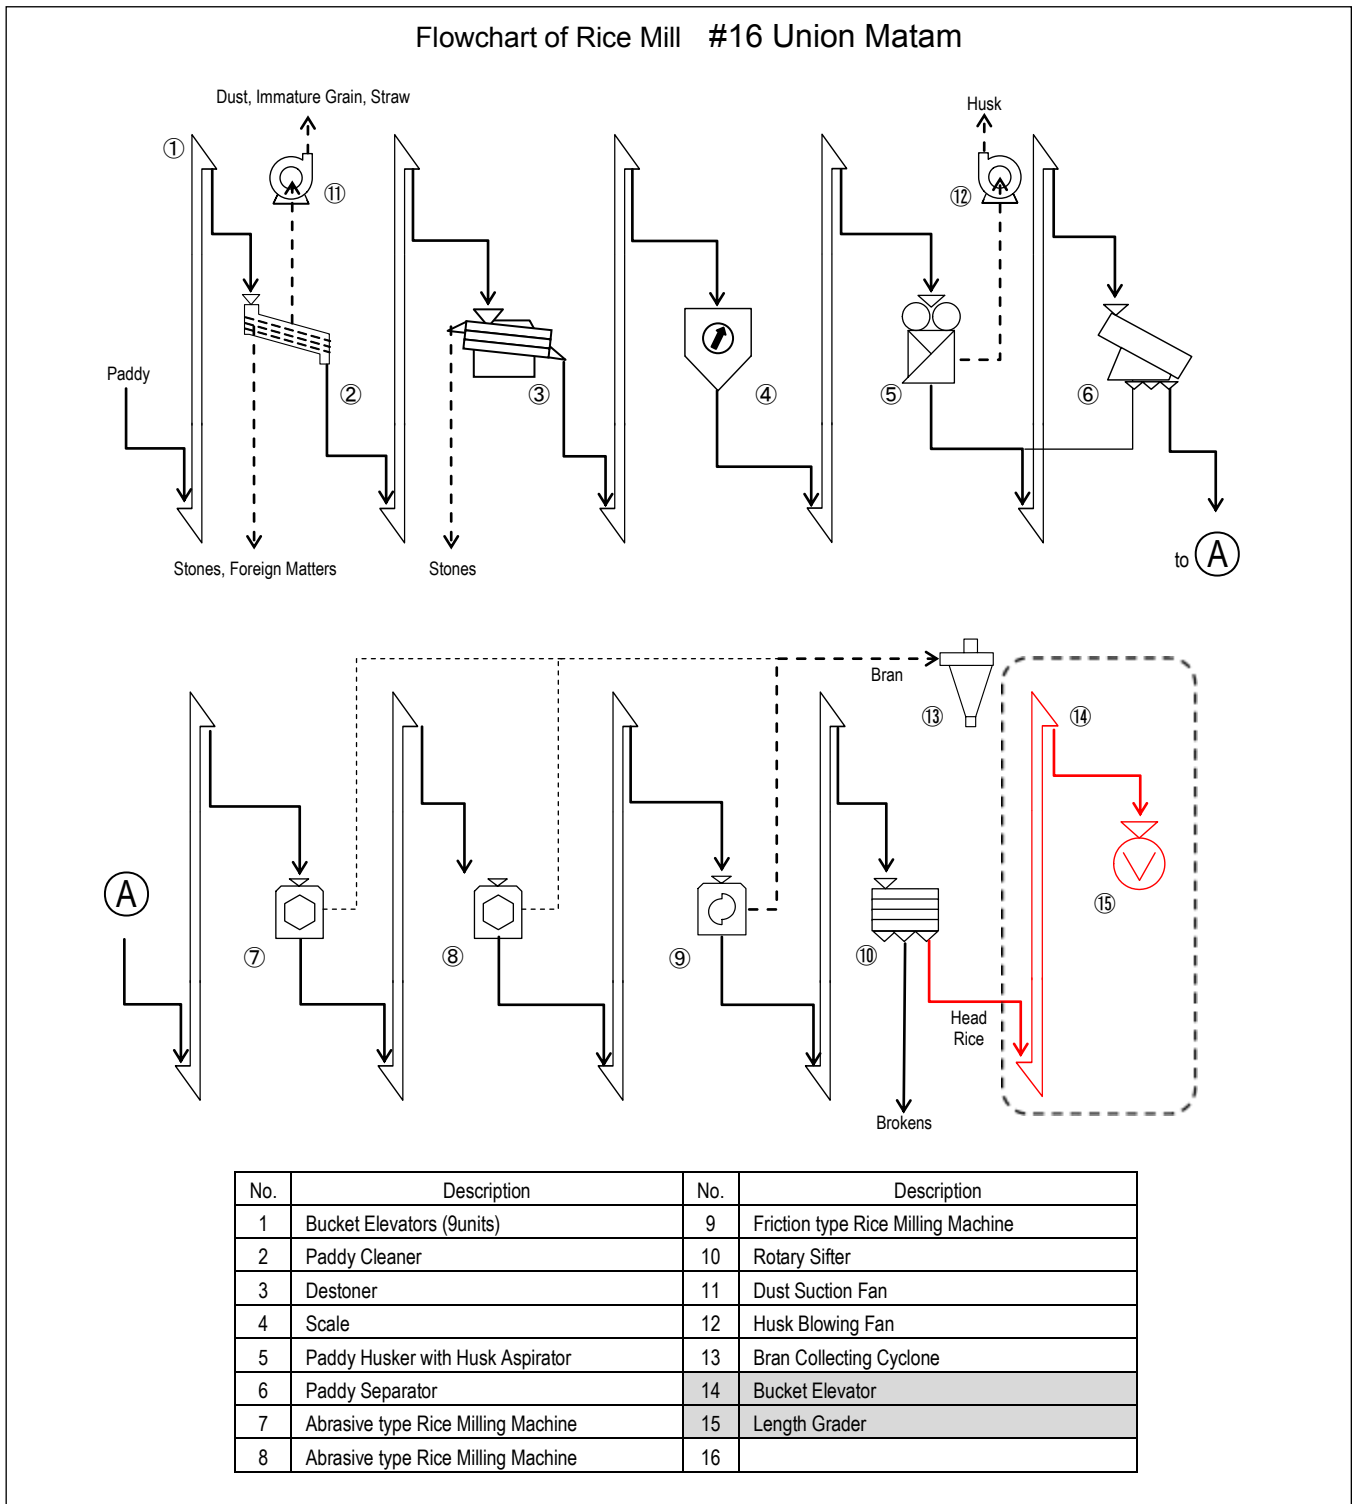 Flowchart of Rice Mill #16 Union Matam
Dust, Immature Grain, Straw
Husk
①
⑪
⑫
Paddy
②
③
④
⑤
⑥
Stones, Foreign Matters
Stones
to Ⓐ
Bran
⑬
⑭
Ⓐ
⑮
⑦
⑧
⑨
⑩
Head
Rice
Brokens
No. Description No. Description
1 Bucket Elevators (9units) 9 Friction type Rice Milling Machine
2 Paddy Cleaner 10 Rotary Sifter
3 Destoner 11 Dust Suction Fan
4 Scale 12 Husk Blowing Fan
5 Paddy Husker with Husk Aspirator 13 Bran Collecting Cyclone
6 Paddy Separator 14 Bucket Elevator
7 Abrasive type Rice Milling Machine 15 Length Grader
8 Abrasive type Rice Milling Machine 16